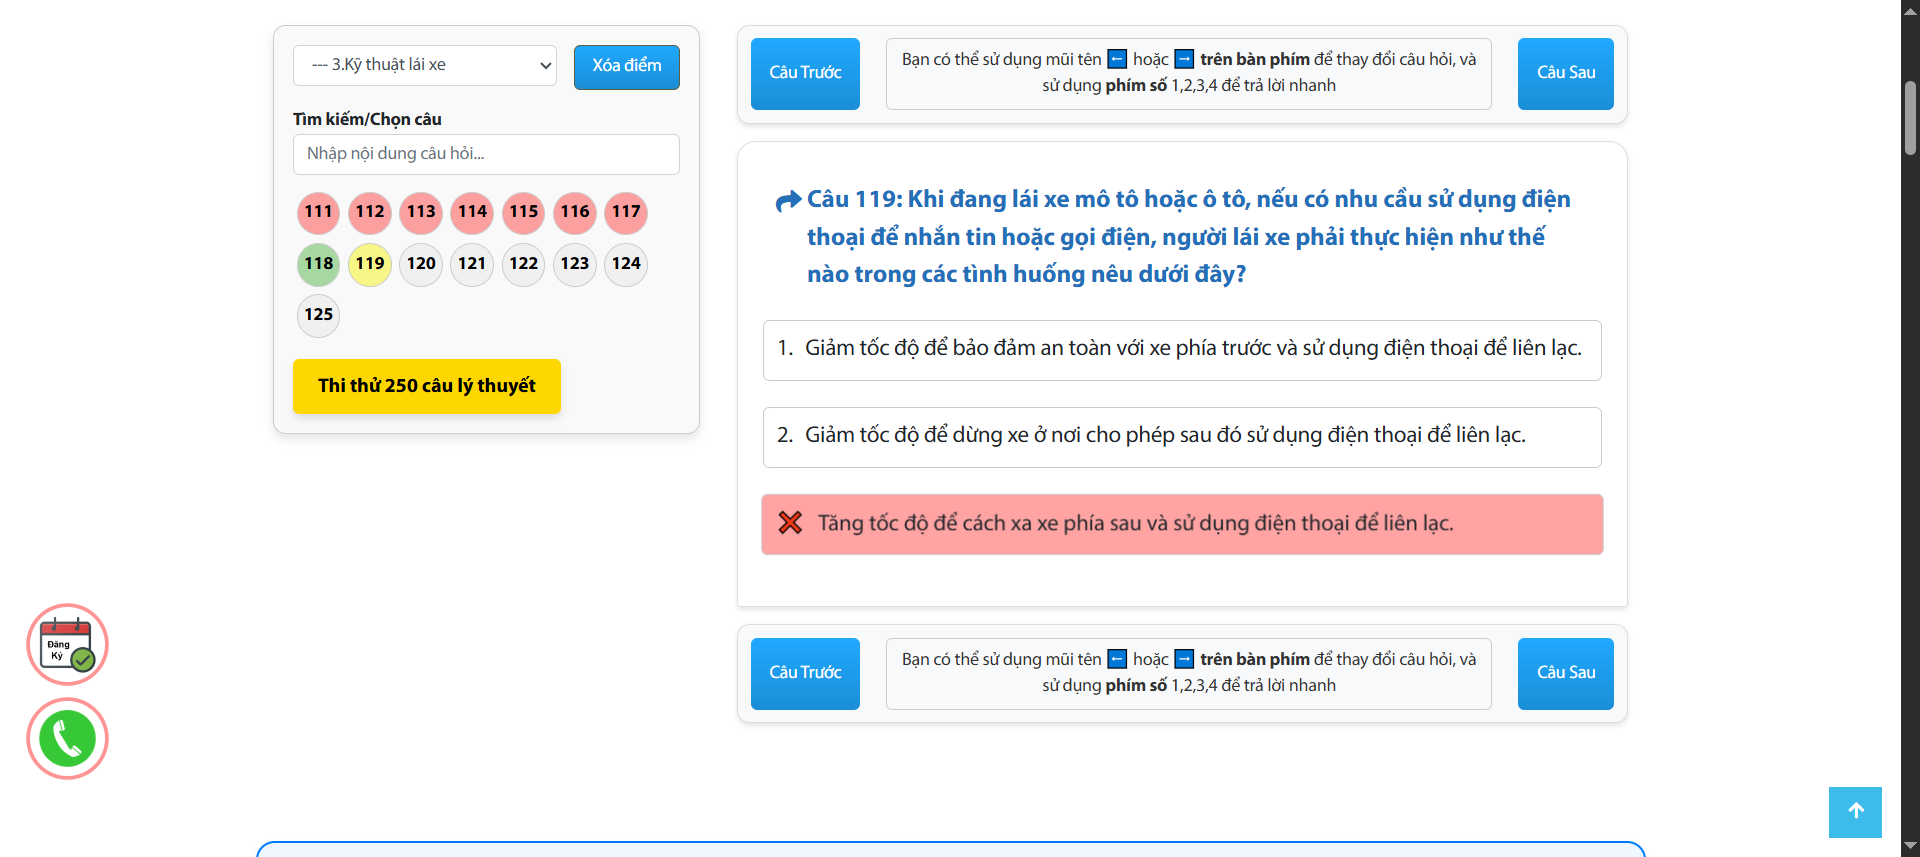 --- 3.Kỹ thuật lái xe
Xóa điểm
Tìm kiếm/Chọn câu
Nhập nội dung câu hỏi...
111 112 113 114 115 116 117
118 119 120 121 122 123 124
125
Thi thử 250 câu lý thuyết
Câu Trước
Bạn có thể sử dụng mũi tên ← hoặc → trên bàn phím để thay đổi câu hỏi, và
sử dụng phím số 1,2,3,4 để trả lời nhanh
Câu Sau
Câu 119: Khi đang lái xe mô tô hoặc ô tô, nếu có nhu cầu sử dụng điện
thoại để nhắn tin hoặc gọi điện, người lái xe phải thực hiện như thế
nào trong các tình huống nêu dưới đây?
1. Giảm tốc độ để bảo đảm an toàn với xe phía trước và sử dụng điện thoại để liên lạc.
2. Giảm tốc độ để dừng xe ở nơi cho phép sau đó sử dụng điện thoại để liên lạc.
Tăng tốc độ để cách xa xe phía sau và sử dụng điện thoại để liên lạc.
Câu Trước
Bạn có thể sử dụng mũi tên ← hoặc → trên bàn phím để thay đổi câu hỏi, và
sử dụng phím số 1,2,3,4 để trả lời nhanh
Câu Sau
Đăng
Ký